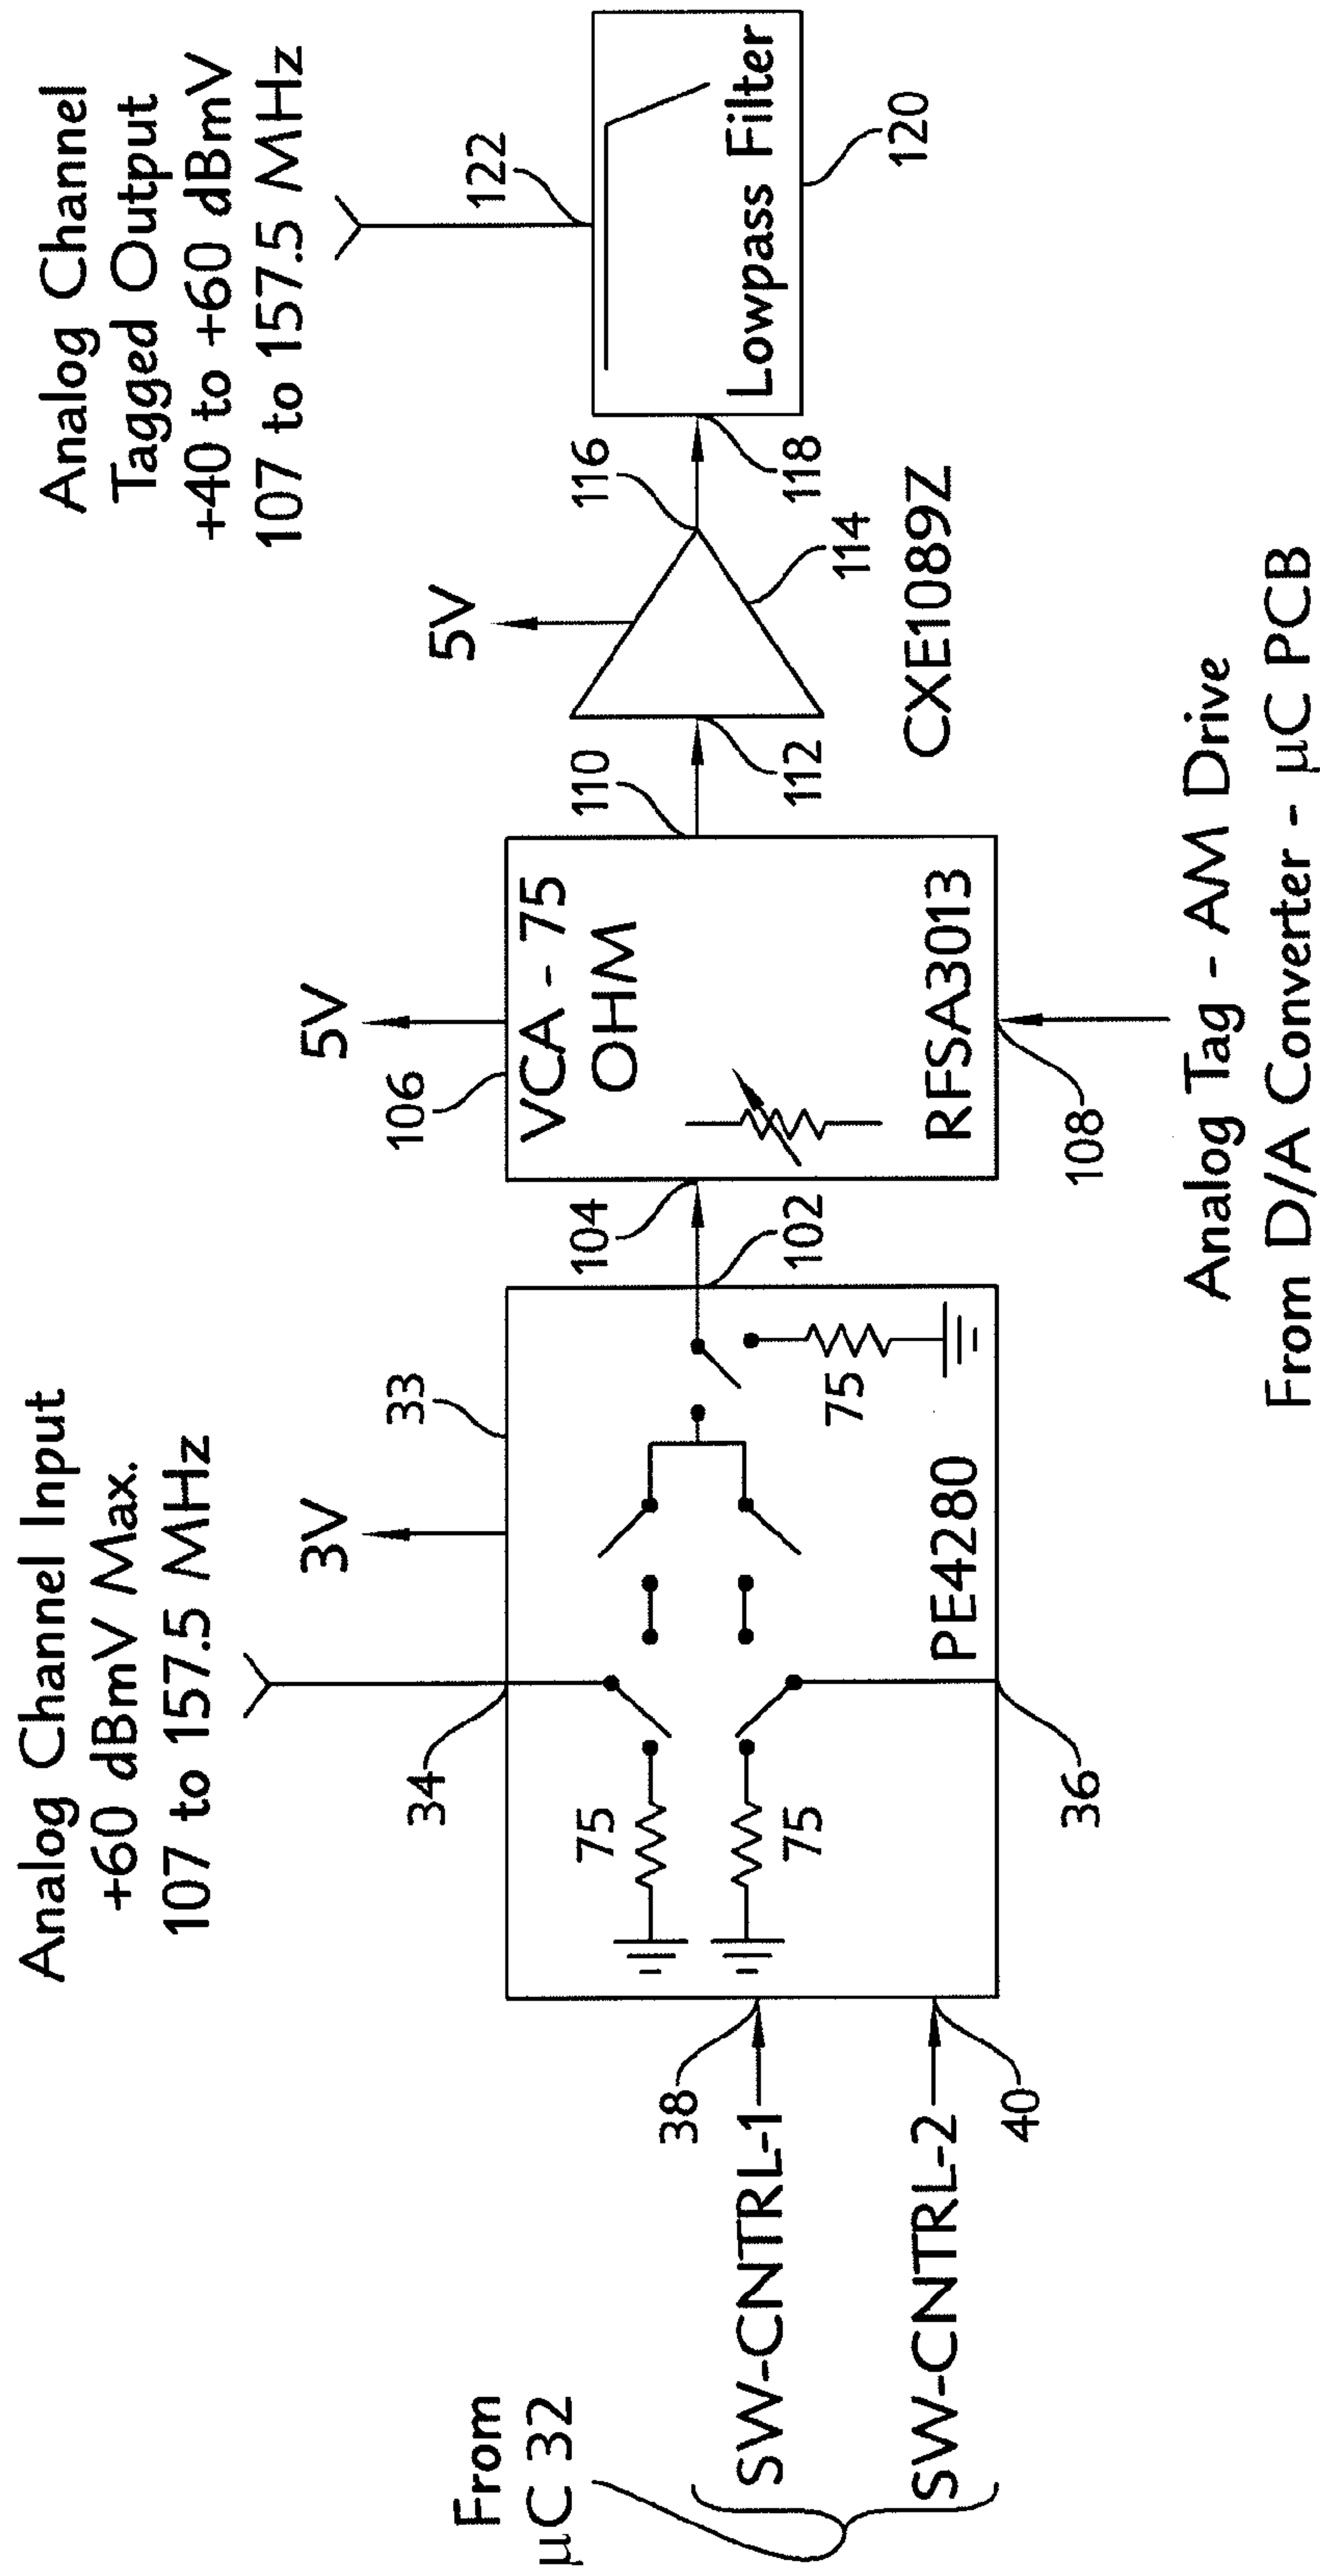 Analog Channel Input
+60 dBmV Max.
107 to 157.5 MHz
Analog Channel
Tagged Output
+40 to +60 dBmV
107 to 157.5 MHz
3V
33
34
75
75
75
PE4280
36
102
From
µC 32
SW-CNTRL-1
38
SW-CNTRL-2
40
5V
106
104
VCA - 75
OHM
RFSA3013
108
110
Analog Tag - AM Drive
From D/A Converter - µC PCB
5V
112
114
116
CXE1089Z
118
122
Lowpass Filter
120